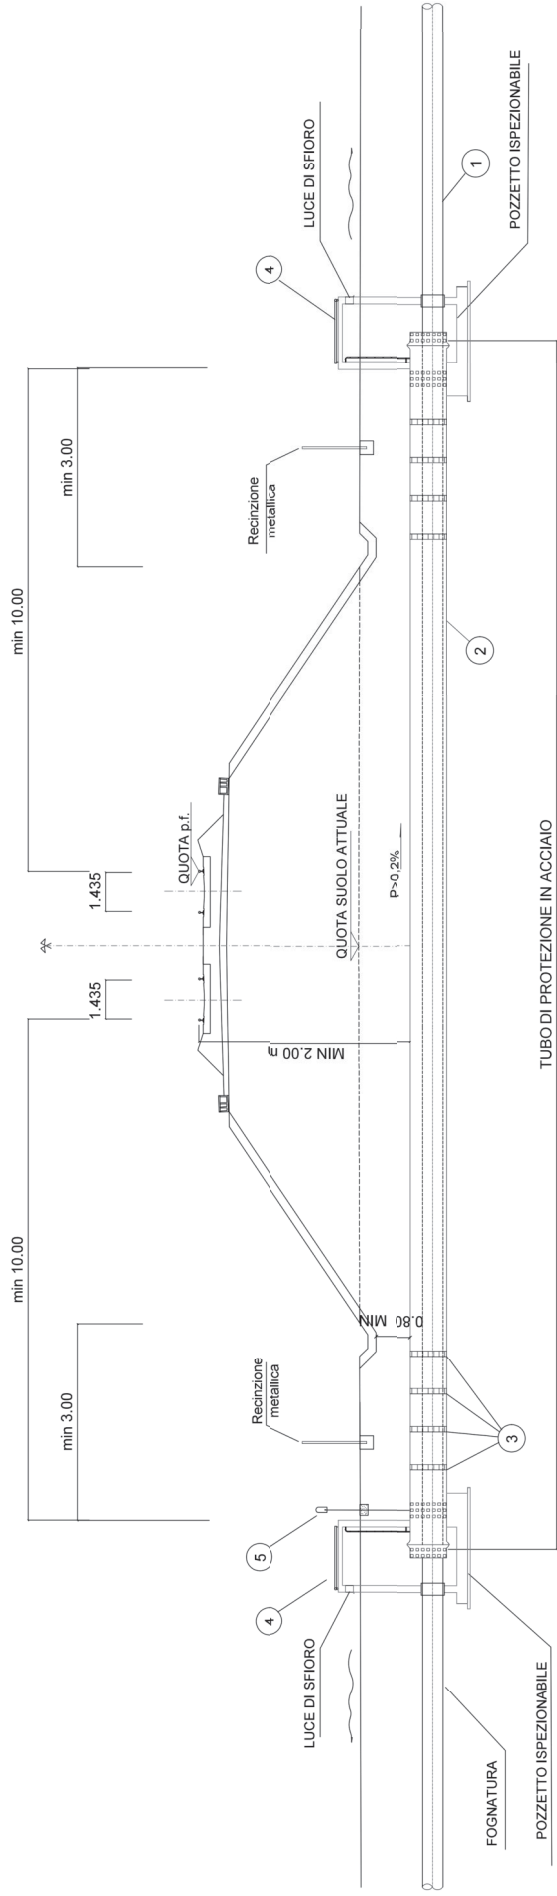 min 10.00
min 10.00
min 3.00
min 3.00
1.435
1.435
Recinzione
metallica
Recinzione
metallica
QUOTA p.f.
QUOTA SUOLO ATTUALE
MIN 2.00 m
0.80 MIN
P>0,2%
LUCE DI SFIORO
LUCE DI SFIORO
4
4
5
3
2
1
FOGNATURA
POZZETTO ISPEZIONABILE
POZZETTO ISPEZIONABILE
TUBO DI PROTEZIONE IN ACCIAIO